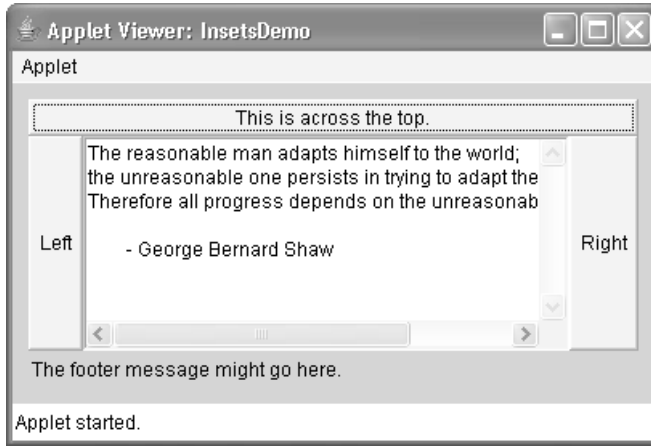 Applet Viewer: InsetsDemo
Applet
This is across the top.
The reasonable man adapts himself to the world;
the unreasonable one persists in trying to adapt the
Therefore all progress depends on the unreasonab
Left
- George Bernard Shaw
Right
The footer message might go here.
Applet started.